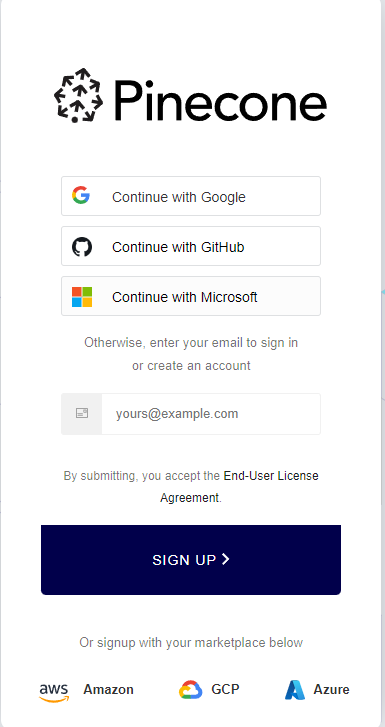 Pinecone
Continue with Google
Continue with GitHub
Continue with Microsoft
Otherwise, enter your email to sign in
or create an account
yours@example.com
By submitting, you accept the End-User License
Agreement.
SIGN UP
Or signup with your marketplace below
aws Amazon GCP Azure